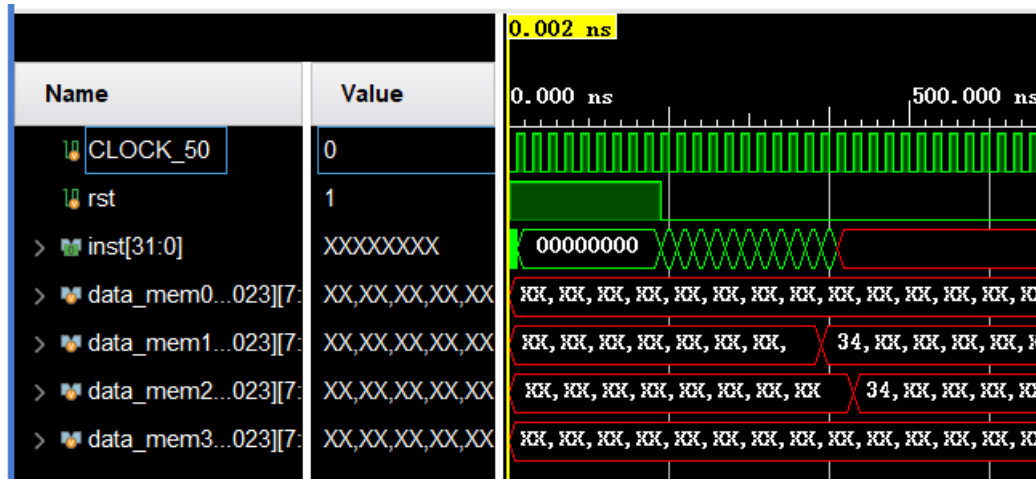 0.002 ns
Name Value 0.000 ns 500.000 ns
CLOCK_50 0
rst 1
inst[31:0] XXXXXXXX 00000000
data_mem0...023][7: XX,XX,XX,XX,XX XX,XX,XX,XX,XX,XX,XX,XX,XX,XX,XX,XX,XX,X
data_mem1...023][7: XX,XX,XX,XX,XX XX,XX,XX,XX,XX,XX,XX, 34,XX,XX,XX,XX,
data_mem2...023][7: XX,XX,XX,XX,XX XX,XX,XX,XX,XX,XX,XX,XX 34,XX,XX,XX,X
data_mem3...023][7: XX,XX,XX,XX,XX XX,XX,XX,XX,XX,XX,XX,XX,XX,XX,XX,XX,XX,X